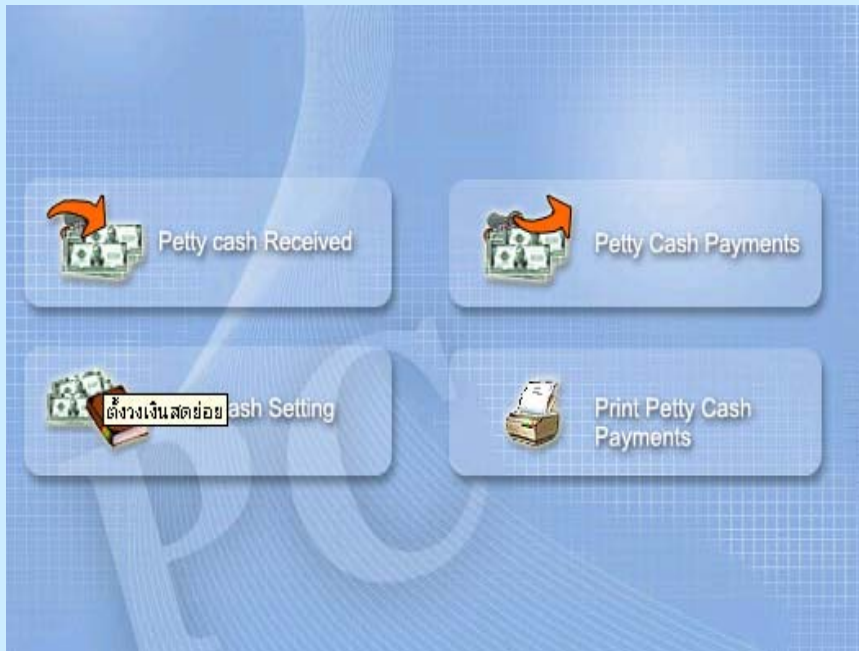 Petty cash Received
Petty Cash Payments
ตั้งวงเงินสดย่อย
ash Setting
Print Petty Cash
Payments
PC